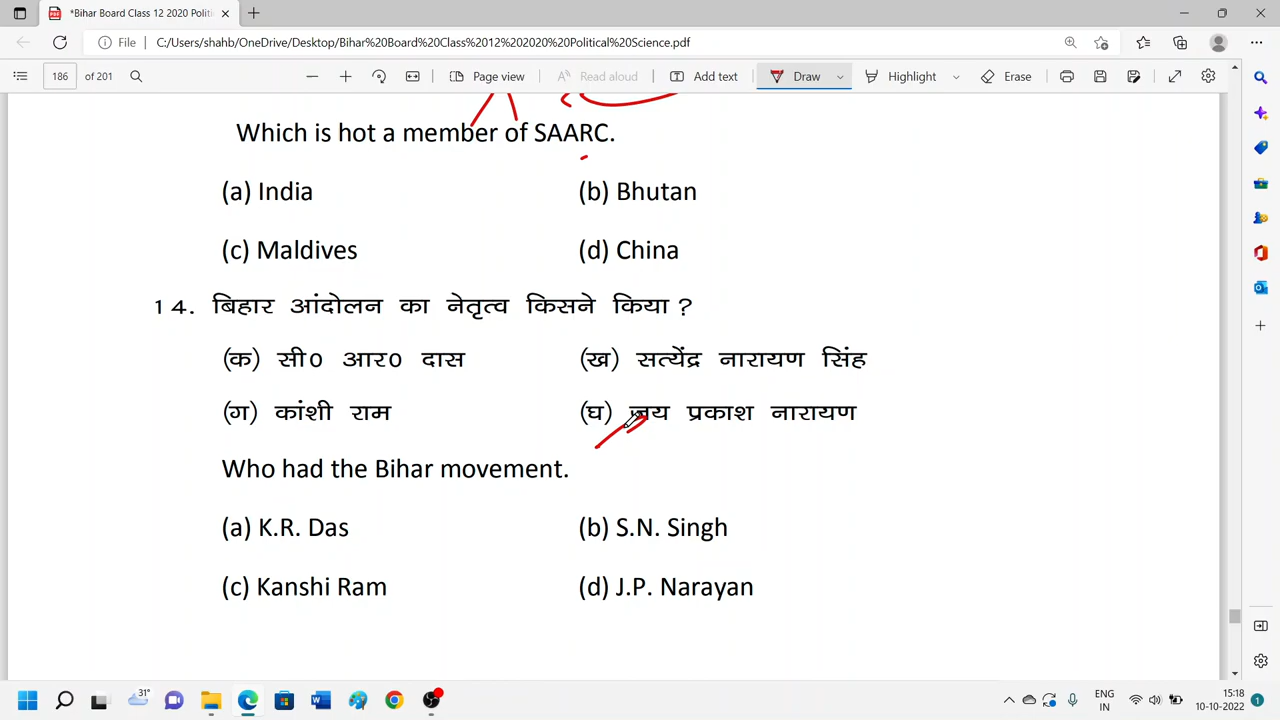 *Bihar Board Class 12 2020 Politi
File C:/Users/shahb/OneDrive/Desktop/Bihar%20Board%20Class%2012%202020%20Political%20Science.pdf
186 of 201 Page view Read aloud Add text Draw Highlight Erase
Which is hot a member of SAARC.
(a) India (b) Bhutan
(c) Maldives (d) China
14. बिहार आंदोलन का नेतृत्व किसने किया ?
(क) सी0 आर0 दास (ख) सत्येंद्र नारायण सिंह
(ग) कांशी राम (घ) जय प्रकाश नारायण
Who had the Bihar movement.
(a) K.R. Das (b) S.N. Singh
(c) Kanshi Ram (d) J.P. Narayan
31° ENG 15:18
IN 10-10-2022 1